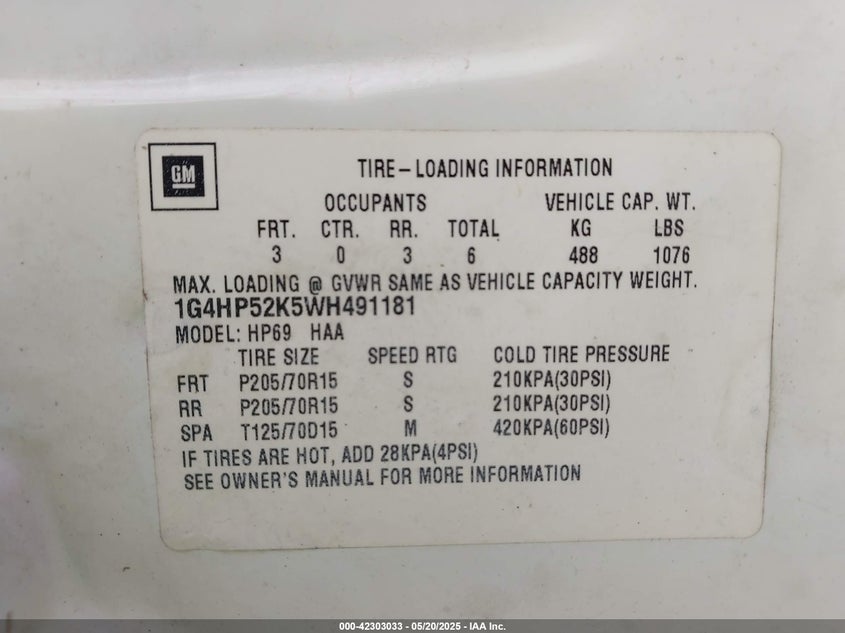 GM
TIRE-LOADING INFORMATION
OCCUPANTS VEHICLE CAP. WT.
FRT. CTR. RR. TOTAL KG LBS
3 0 3 6 488 1076
MAX. LOADING @ GVWR SAME AS VEHICLE CAPACITY WEIGHT.
1G4HP52K5WH491181
MODEL: HP69 HAA
TIRE SIZE SPEED RTG COLD TIRE PRESSURE
FRT P205/70R15 S 210KPA(30PSI)
RR P205/70R15 S 210KPA(30PSI)
SPA T125/70D15 M 420KPA(60PSI)
IF TIRES ARE HOT, ADD 28KPA(4PSI)
SEE OWNER'S MANUAL FOR MORE INFORMATION
000-42303033 - 05/20/2025 - IAA Inc.